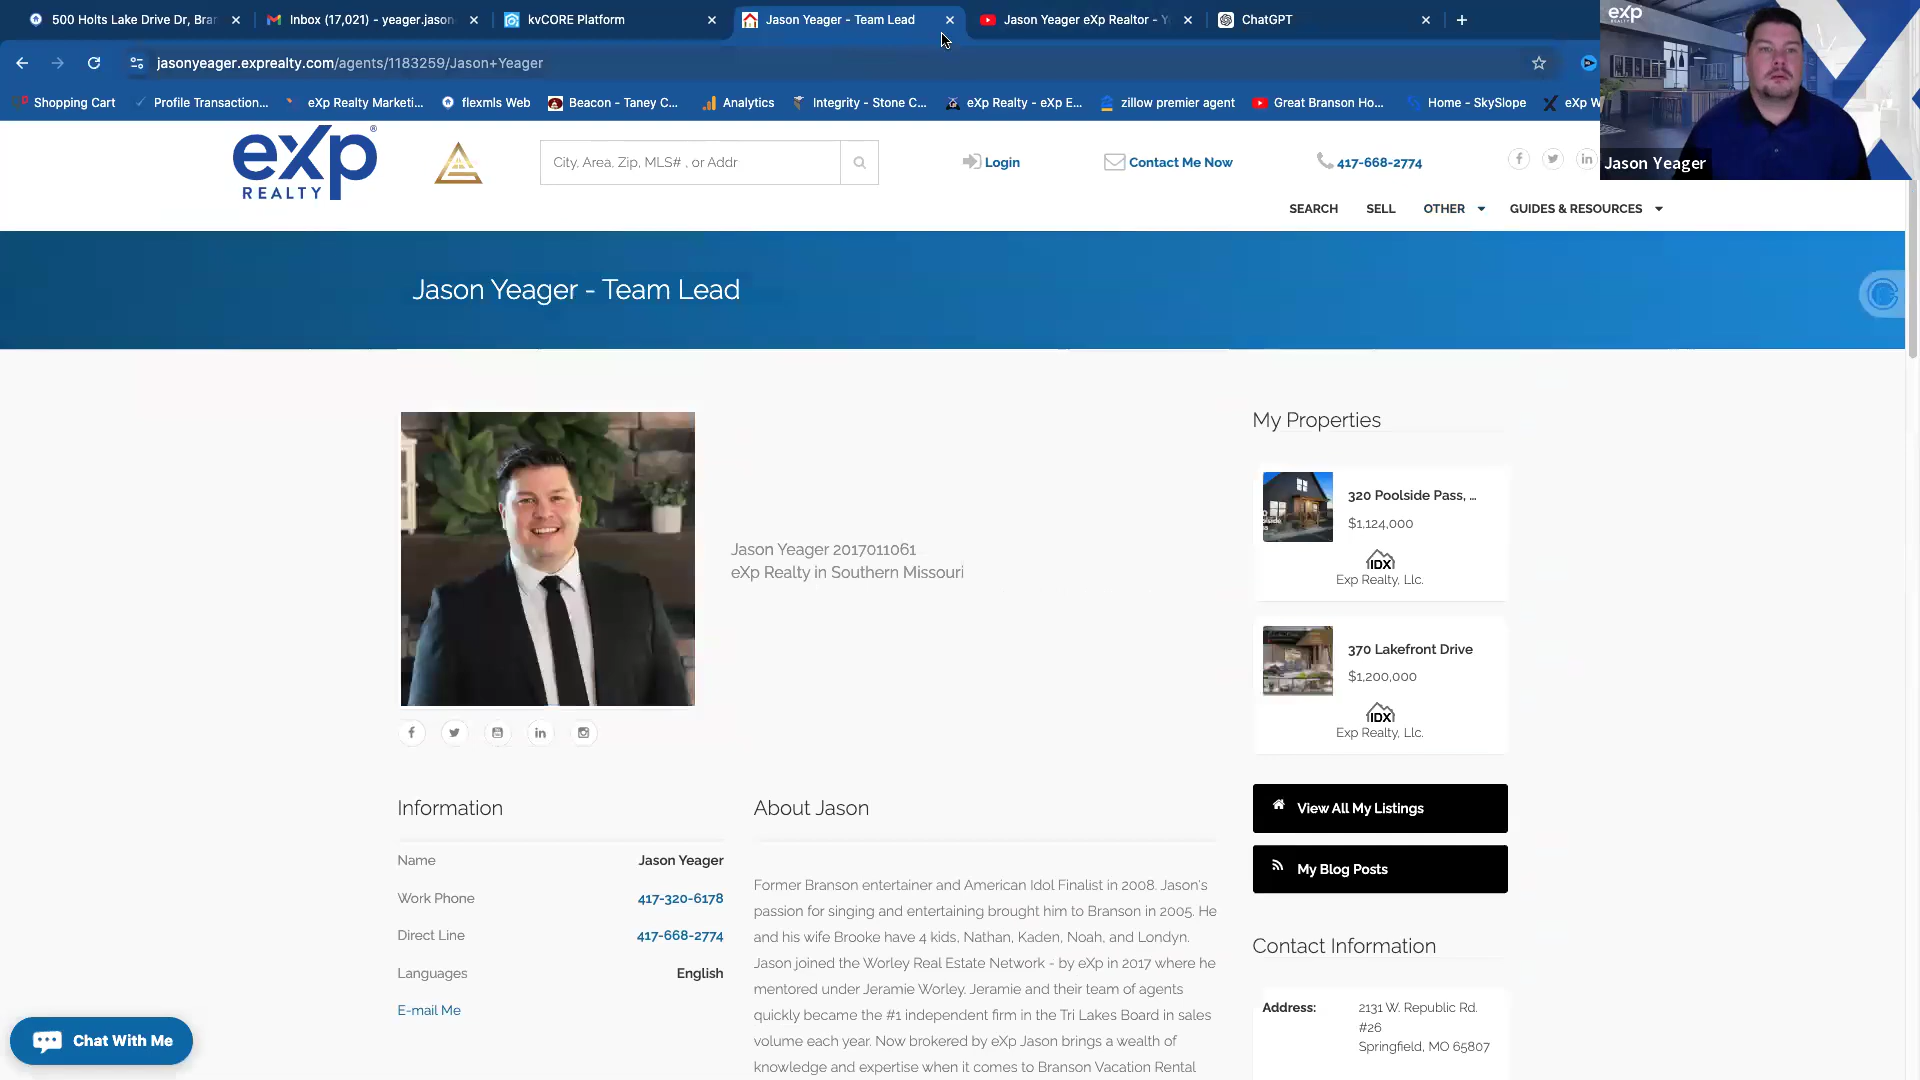 500 Holts Lake Drive Dr, Bran
Inbox (17,021) - yeager.jason
kvCORE Platform
Jason Yeager - Team Lead
Jason Yeager eXp Realtor - Y
ChatGPT
jasonyeager.exprealty.com/agents/1183259/Jason+Yeager
Shopping Cart
Profile Transaction...
eXp Realty Marketi...
flexmls Web
Beacon - Taney C...
Analytics
Integrity - Stone C...
eXp Realty - eXp E...
zillow premier agent
Great Branson Ho...
Home - SkySlope
eXp W
eXp
REALTY
Jason Yeager
eXp
REALTY
City, Area, Zip, MLS# , or Addr
Login
Contact Me Now
417-668-2774
SEARCH
SELL
OTHER
GUIDES & RESOURCES
Jason Yeager - Team Lead
Jason Yeager 2017011061
eXp Realty in Southern Missouri
My Properties
320 Poolside Pass, ...
$1,124,000
IDX
Exp Realty, Llc.
370 Lakefront Drive
$1,200,000
IDX
Exp Realty, Llc.
View All My Listings
My Blog Posts
Information
Name Jason Yeager
Work Phone 417-320-6178
Direct Line 417-668-2774
Languages English
E-mail Me
About Jason
Former Branson entertainer and American Idol Finalist in 2008. Jason's
passion for singing and entertaining brought him to Branson in 2005. He
and his wife Brooke have 4 kids, Nathan, Kaden, Noah, and Londyn.
Jason joined the Worley Real Estate Network - by eXp in 2017 where he
mentored under Jeramie Worley. Jeramie and their team of agents
quickly became the #1 independent firm in the Tri Lakes Board in sales
volume each year. Now brokered by eXp Jason brings a wealth of
knowledge and expertise when it comes to Branson Vacation Rental
Contact Information
Address: 2131 W. Republic Rd.
#26
Springfield, MO 65807
Chat With Me